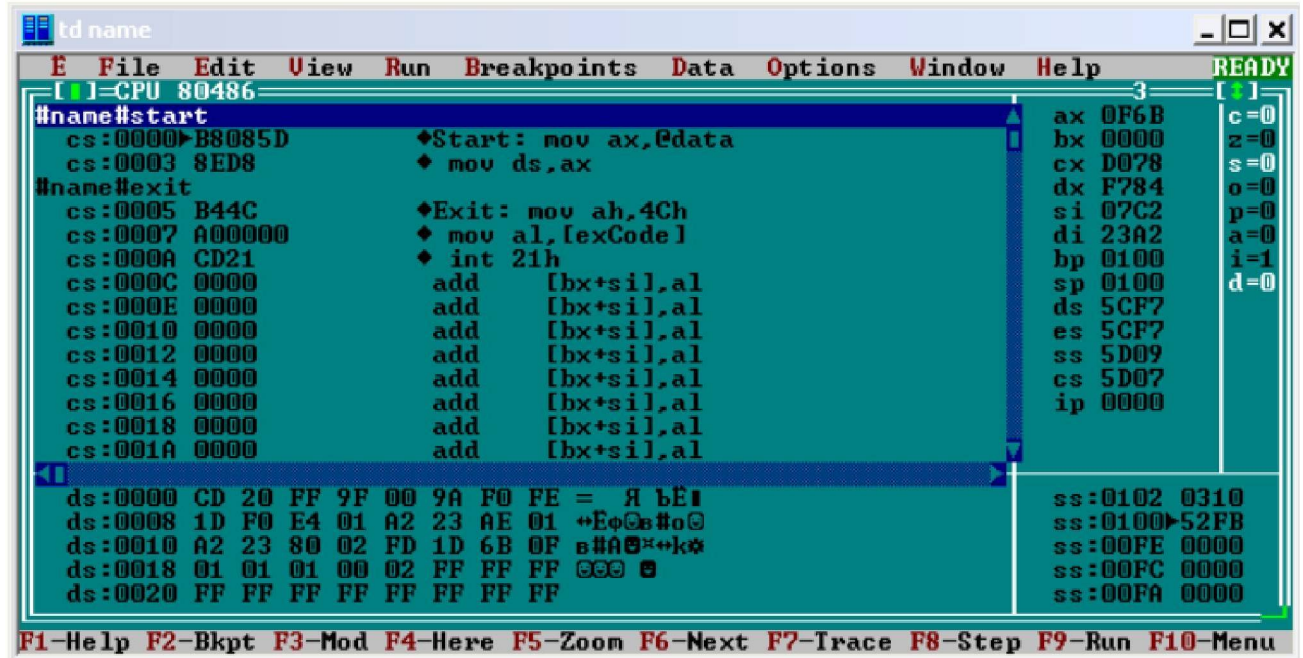 td name
E File Edit View Run Breakpoints Data Options Window Help READY
[■]=CPU 80486 3 [↕]
#name#start
cs:0000►B8085D ◆Start: mov ax,@data
cs:0003 8ED8 ◆ mov ds,ax
#name#exit
cs:0005 B44C ◆Exit: mov ah,4Ch
cs:0007 A00000 ◆ mov al,[exCode]
cs:000A CD21 ◆ int 21h
cs:000C 0000 add [bx+si],al
cs:000E 0000 add [bx+si],al
cs:0010 0000 add [bx+si],al
cs:0012 0000 add [bx+si],al
cs:0014 0000 add [bx+si],al
cs:0016 0000 add [bx+si],al
cs:0018 0000 add [bx+si],al
cs:001A 0000 add [bx+si],al
ax 0F6B
bx 0000
cx D078
dx F784
si 07C2
di 23A2
bp 0100
sp 0100
ds 5CF7
es 5CF7
ss 5D09
cs 5D07
ip 0000
c=0
z=0
s=0
o=0
p=0
a=0
i=1
d=0
ds:0000 CD 20 FF 9F 00 9A F0 FE = Я ЪЁ■
ds:0008 1D F0 E4 01 A2 23 AE 01 ↔Ёф☺в#о☺
ds:0010 A2 23 80 02 FD 1D 6B 0F в#А☻¤↔k☼
ds:0018 01 01 01 00 02 FF FF FF ☺☺☺ ☻
ds:0020 FF FF FF FF FF FF FF FF
ss:0102 0310
ss:0100►52FB
ss:00FE 0000
ss:00FC 0000
ss:00FA 0000
F1-Help F2-Bkpt F3-Mod F4-Here F5-Zoom F6-Next F7-Trace F8-Step F9-Run F10-Menu